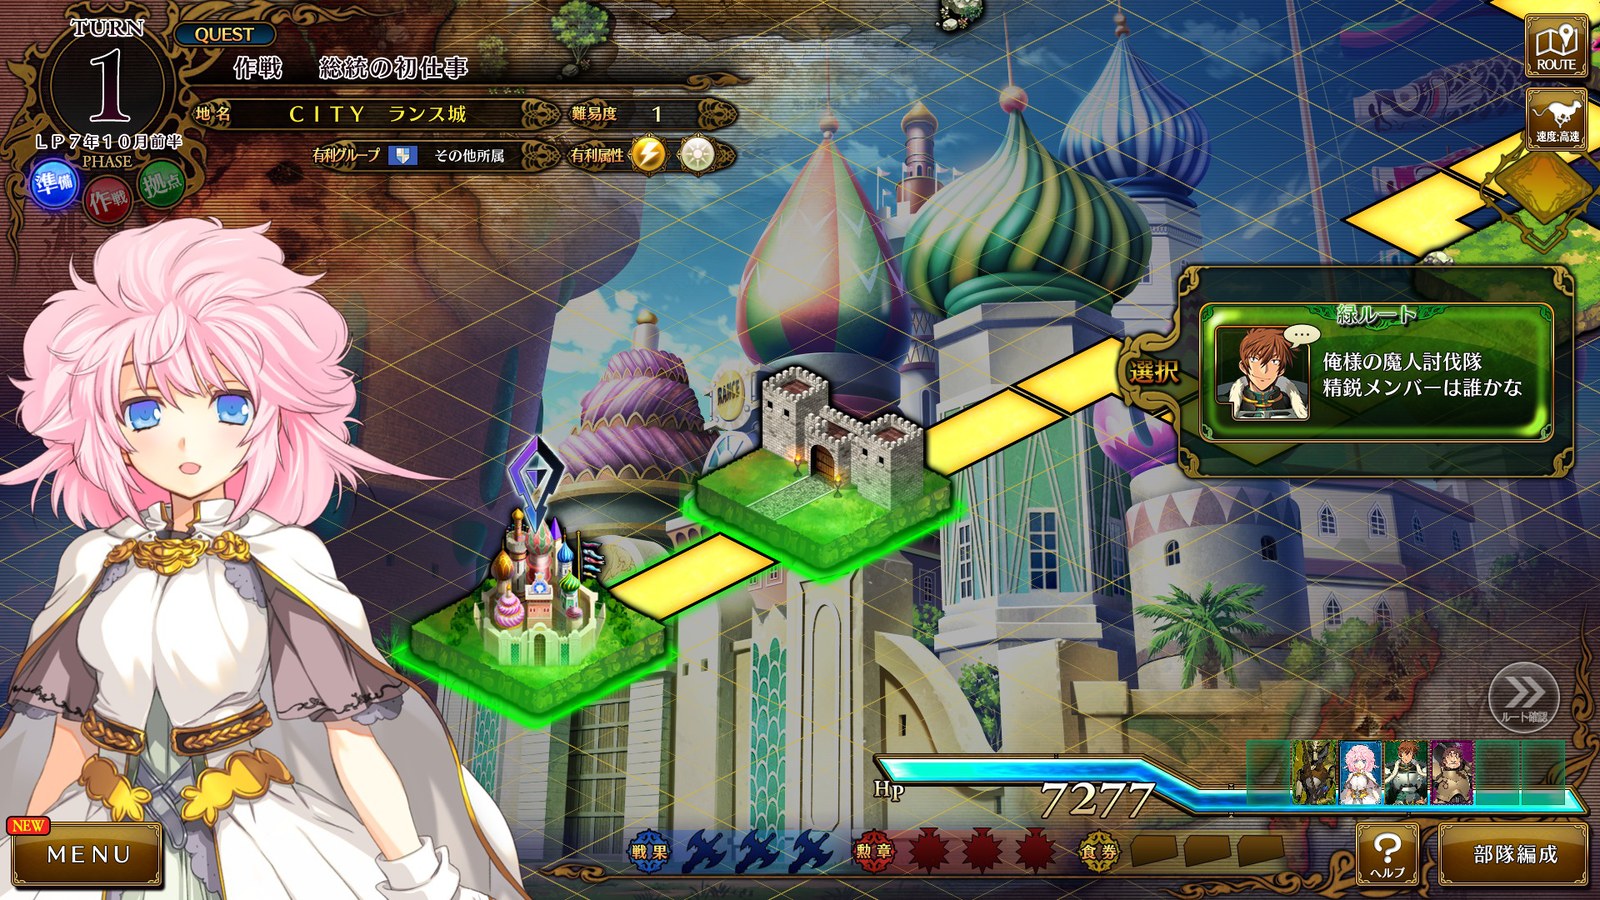 TURN
1
LP7年10月前半
PHASE
準備
作戦
拠点
QUEST
作戦　総統の初仕事
地名
CITY ランス城
難易度
1
有利グループ
その他所属
有利属性
ROUTE
速度:高速
RANCE
選択
緑ルート
俺様の魔人討伐隊
精鋭メンバーは誰かな
ルート確認
HP
7277
NEW
MENU
戦果
勲章
食券
?
ヘルプ
部隊編成